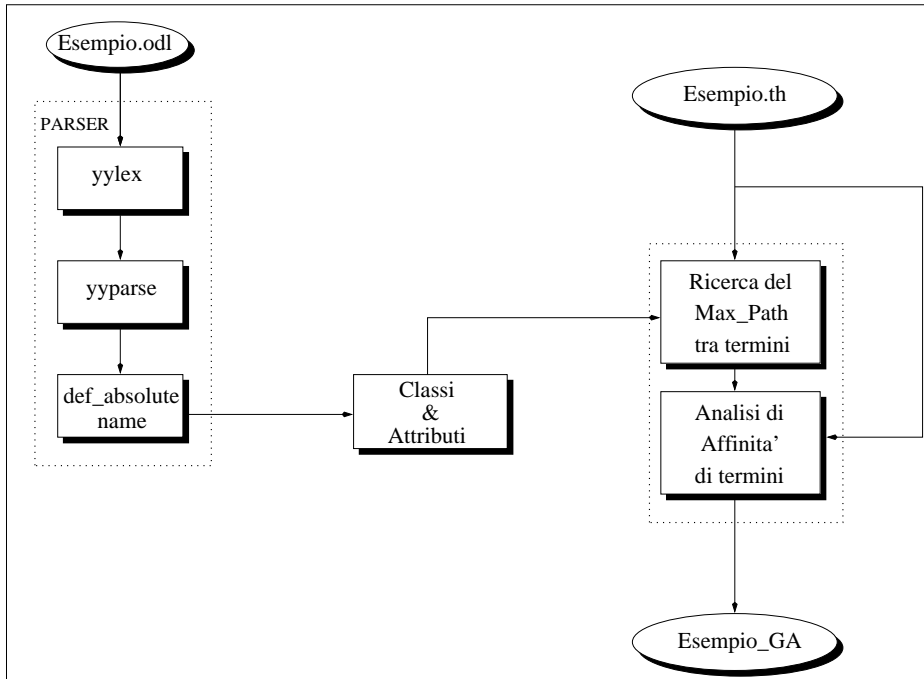 Esempio.odl
PARSER
yylex
yyparse
def_absolute
name
Classi
&
Attributi
Esempio.th
Ricerca del
Max_Path
tra termini
Analisi di
Affinita’
di termini
Esempio_GA